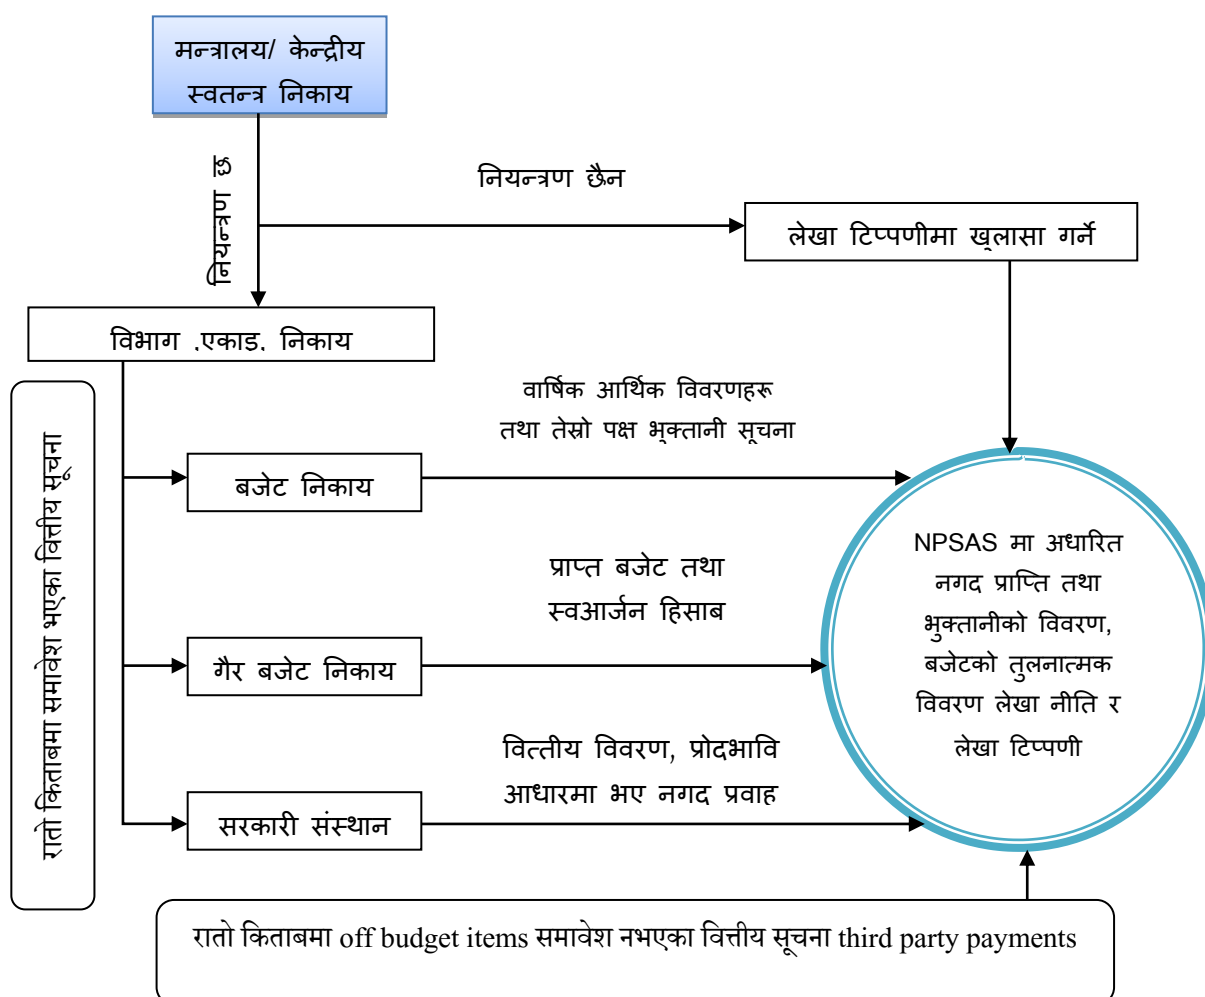 मन्त्रालय/ केन्द्रीय
स्वतन्त्र निकाय
नियन्त्रण छ
नियन्त्रण छैन
लेखा टिप्पणीमा खुलासा गर्ने
विभाग .एकाइ. निकाय
रातो किताबमा समावेश भएका वित्तीय सूचना
वार्षिक आर्थिक विवरणहरू
तथा तेस्रो पक्ष भुक्तानी सूचना
बजेट निकाय
प्राप्त बजेट तथा
स्वआर्जन हिसाब
गैर बजेट निकाय
वित्तीय विवरण, प्रोदभावि
आधारमा भए नगद प्रवाह
सरकारी संस्थान
NPSAS मा अधारित
नगद प्राप्ति तथा
भुक्तानीको विवरण,
बजेटको तुलनात्मक
विवरण लेखा नीति र
लेखा टिप्पणी
रातो किताबमा off budget items समावेश नभएका वित्तीय सूचना third party payments